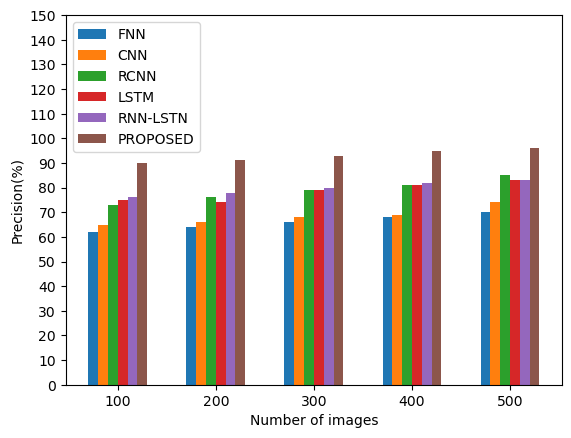 150
140
130
120
110
100
90
80
70
60
50
40
30
20
10
0
Precision(%)
FNN
CNN
RCNN
LSTM
RNN-LSTN
PROPOSED
100 200 300 400 500
Number of images